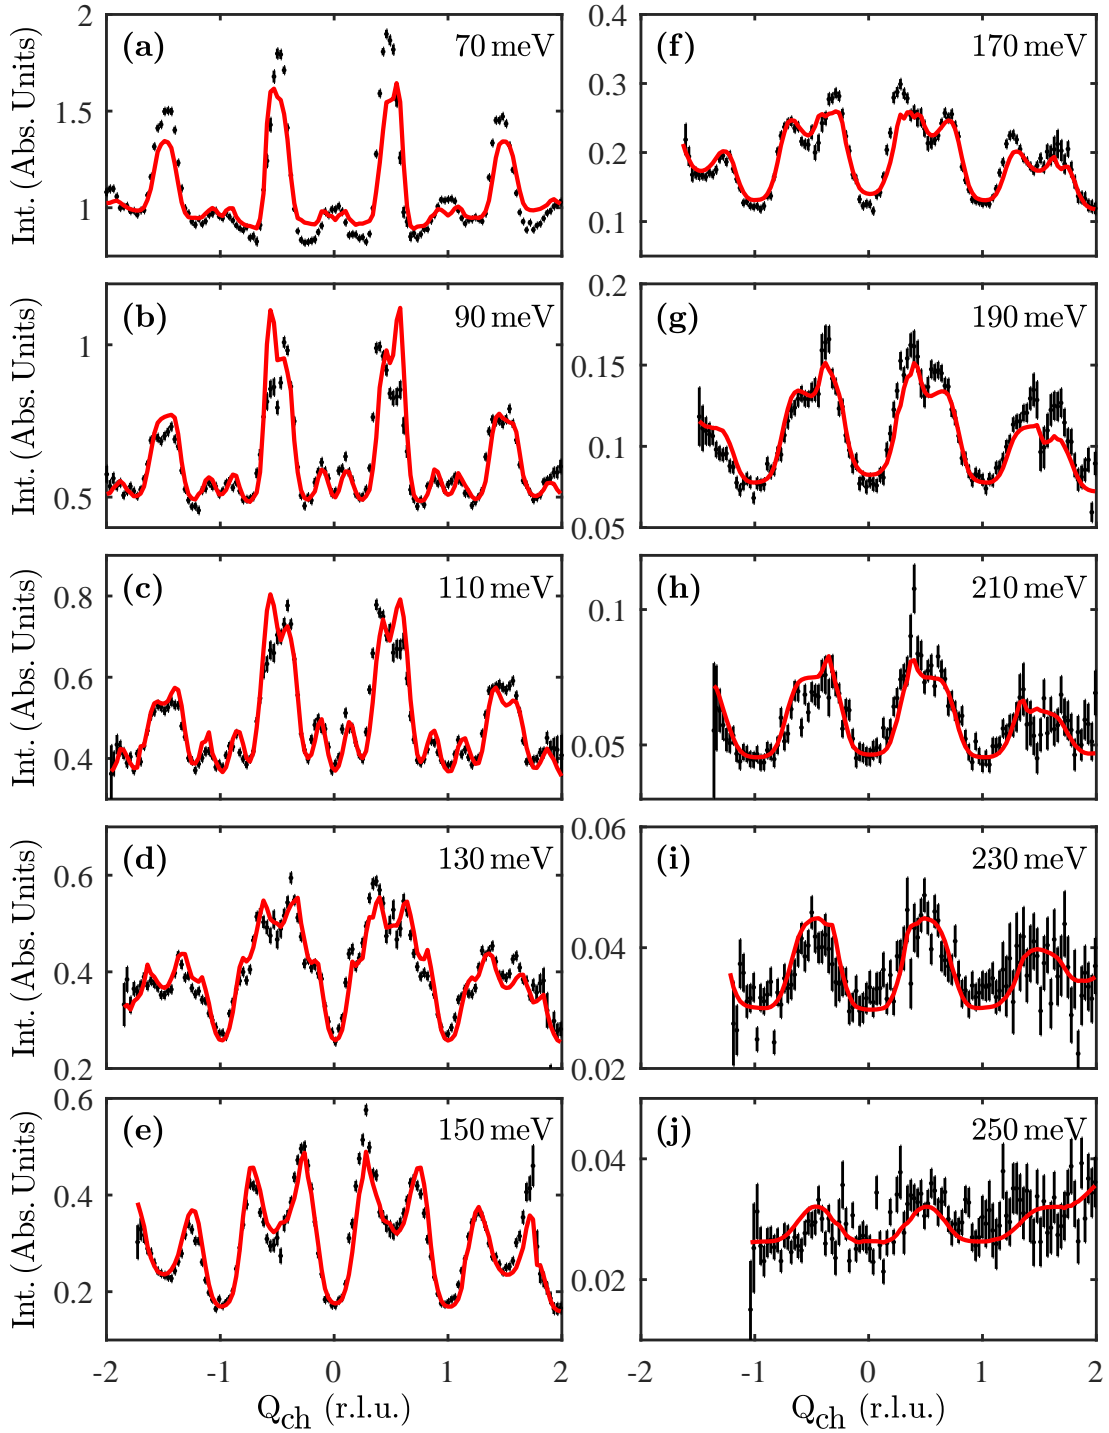 (a) 70 meV
2
1.5
1
Int. (Abs. Units)
(b) 90 meV
1
0.5
Int. (Abs. Units)
(c) 110 meV
0.8
0.6
0.4
Int. (Abs. Units)
(d) 130 meV
0.6
0.4
0.2
Int. (Abs. Units)
(e) 150 meV
0.6
0.4
0.2
Int. (Abs. Units)
-2 -1 0 1 2
Qch (r.l.u.)
(f) 170 meV
0.4
0.3
0.2
0.1
(g) 190 meV
0.2
0.15
0.1
0.05
(h) 210 meV
0.1
0.05
(i) 230 meV
0.06
0.04
0.02
(j) 250 meV
0.04
0.02
-1 0 1 2
Qch (r.l.u.)